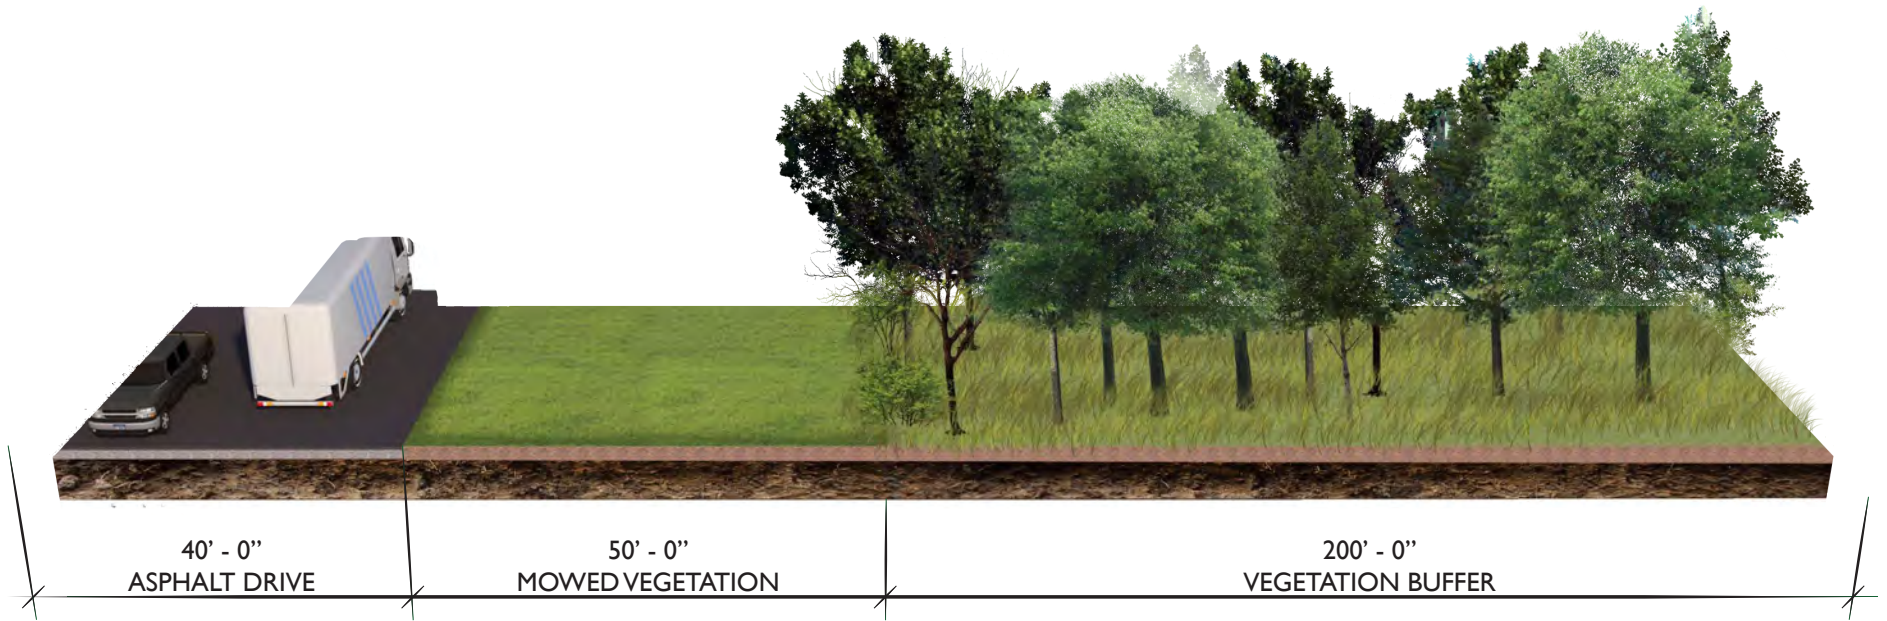 40’ - 0”
ASPHALT DRIVE
50’ - 0”
MOWED VEGETATION
200’ - 0”
VEGETATION BUFFER